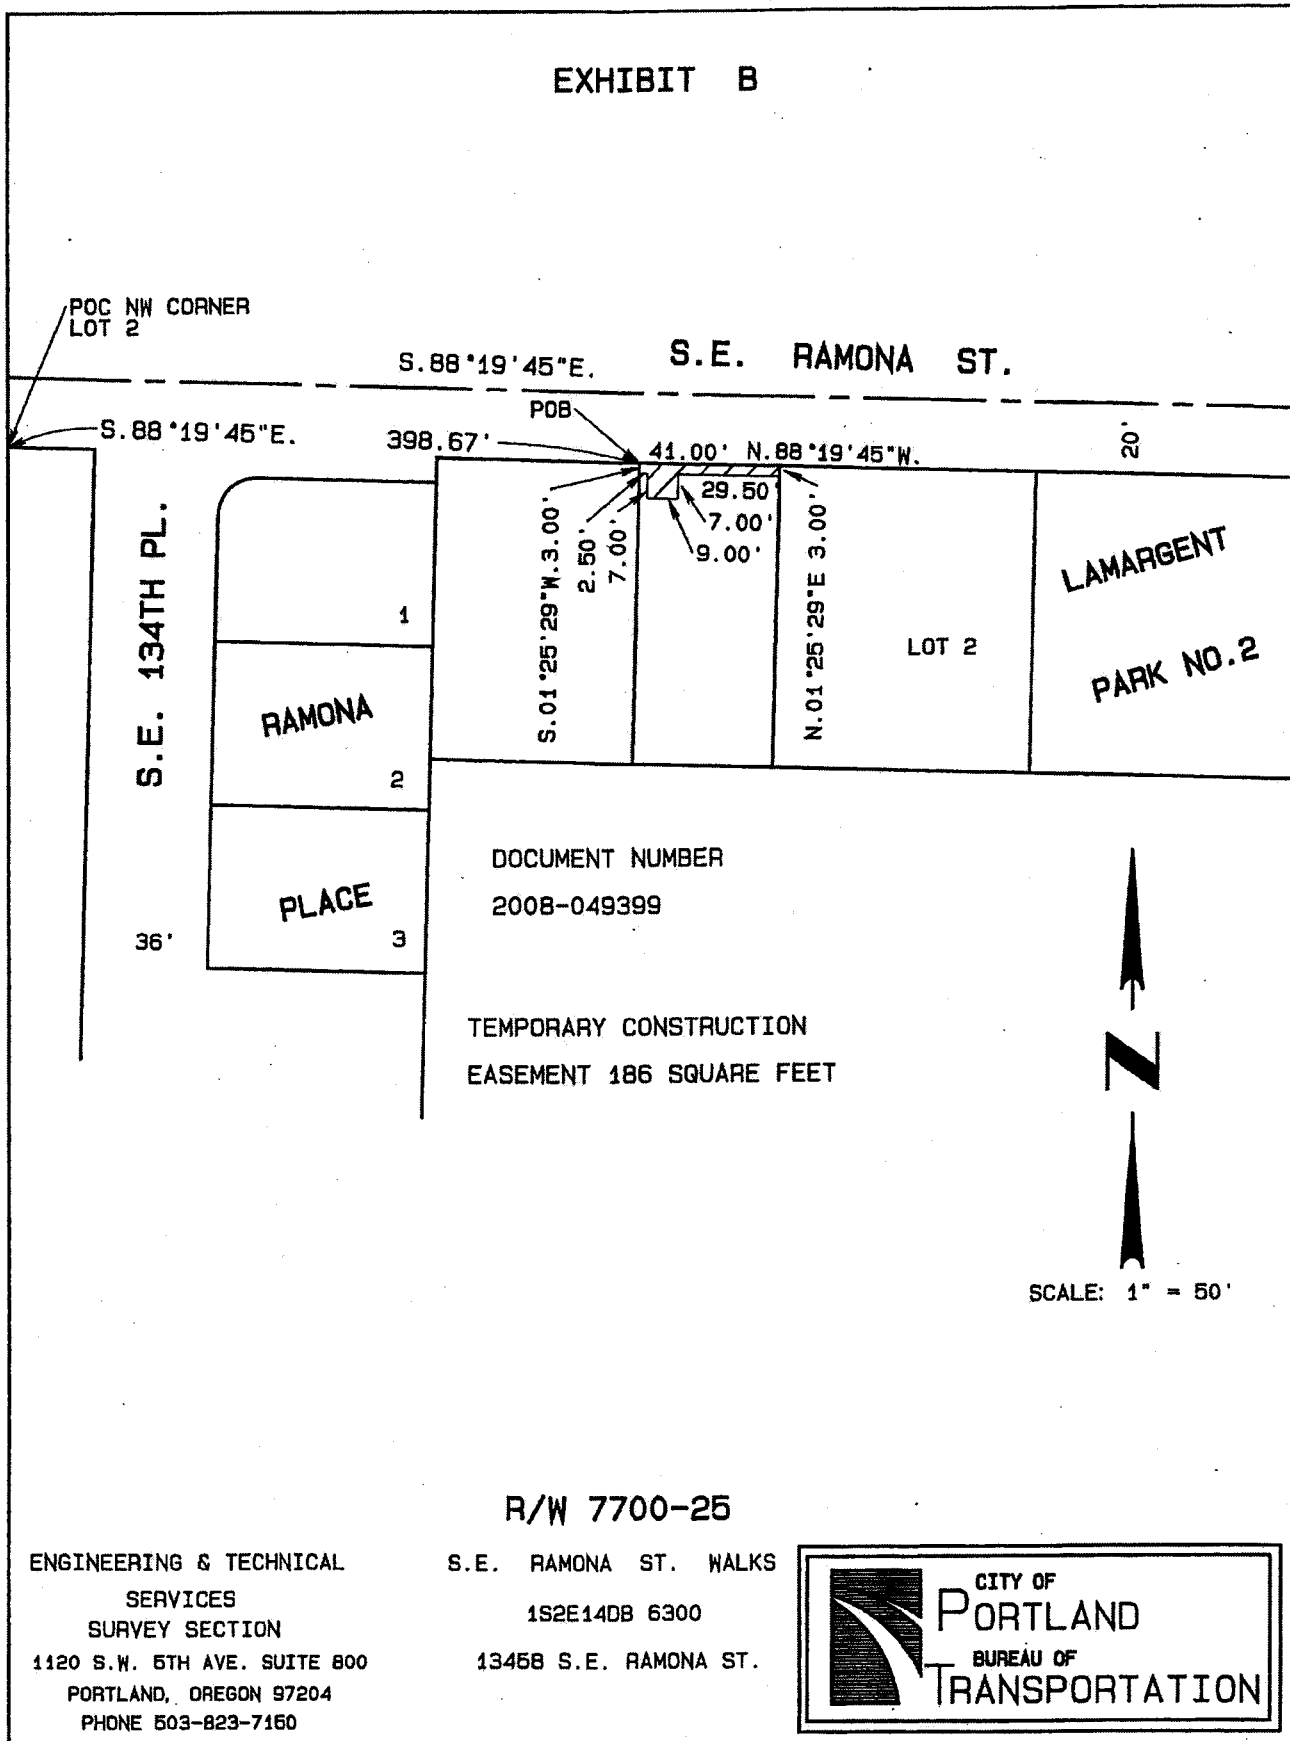 EXHIBIT B
POC NW CORNER
LOT 2
S.88°19'45"E.
S.E. RAMONA ST.
POB
S.88°19'45"E.
398.67'
41.00' N.88°19'45"W.
20'
29.50'
7.00'
9.00'
S.01°25'29"W.3.00'
2.50'
7.00'
N.01°25'29"E 3.00'
S.E. 134TH PL.
1
RAMONA
2
PLACE
3
36'
LOT 2
LAMARGENT
PARK NO.2
DOCUMENT NUMBER
2008-049399
TEMPORARY CONSTRUCTION
EASEMENT 186 SQUARE FEET
N
SCALE: 1" = 50'
R/W 7700-25
ENGINEERING & TECHNICAL
SERVICES
SURVEY SECTION
1120 S.W. 5TH AVE. SUITE 800
PORTLAND, OREGON 97204
PHONE 503-823-7150
S.E. RAMONA ST. WALKS
1S2E14DB 6300
13458 S.E. RAMONA ST.
CITY OF
PORTLAND
BUREAU OF
TRANSPORTATION